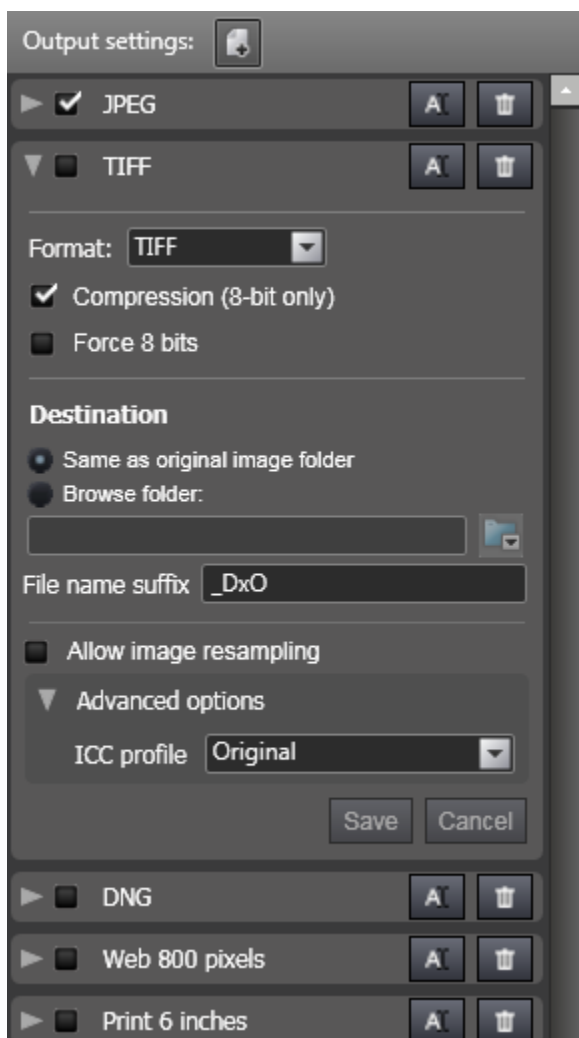 Output settings:
JPEG
TIFF
Format: TIFF
Compression (8-bit only)
Force 8 bits
Destination
Same as original image folder
Browse folder:
File name suffix _DxO
Allow image resampling
Advanced options
ICC profile Original
Save Cancel
DNG
Web 800 pixels
Print 6 inches